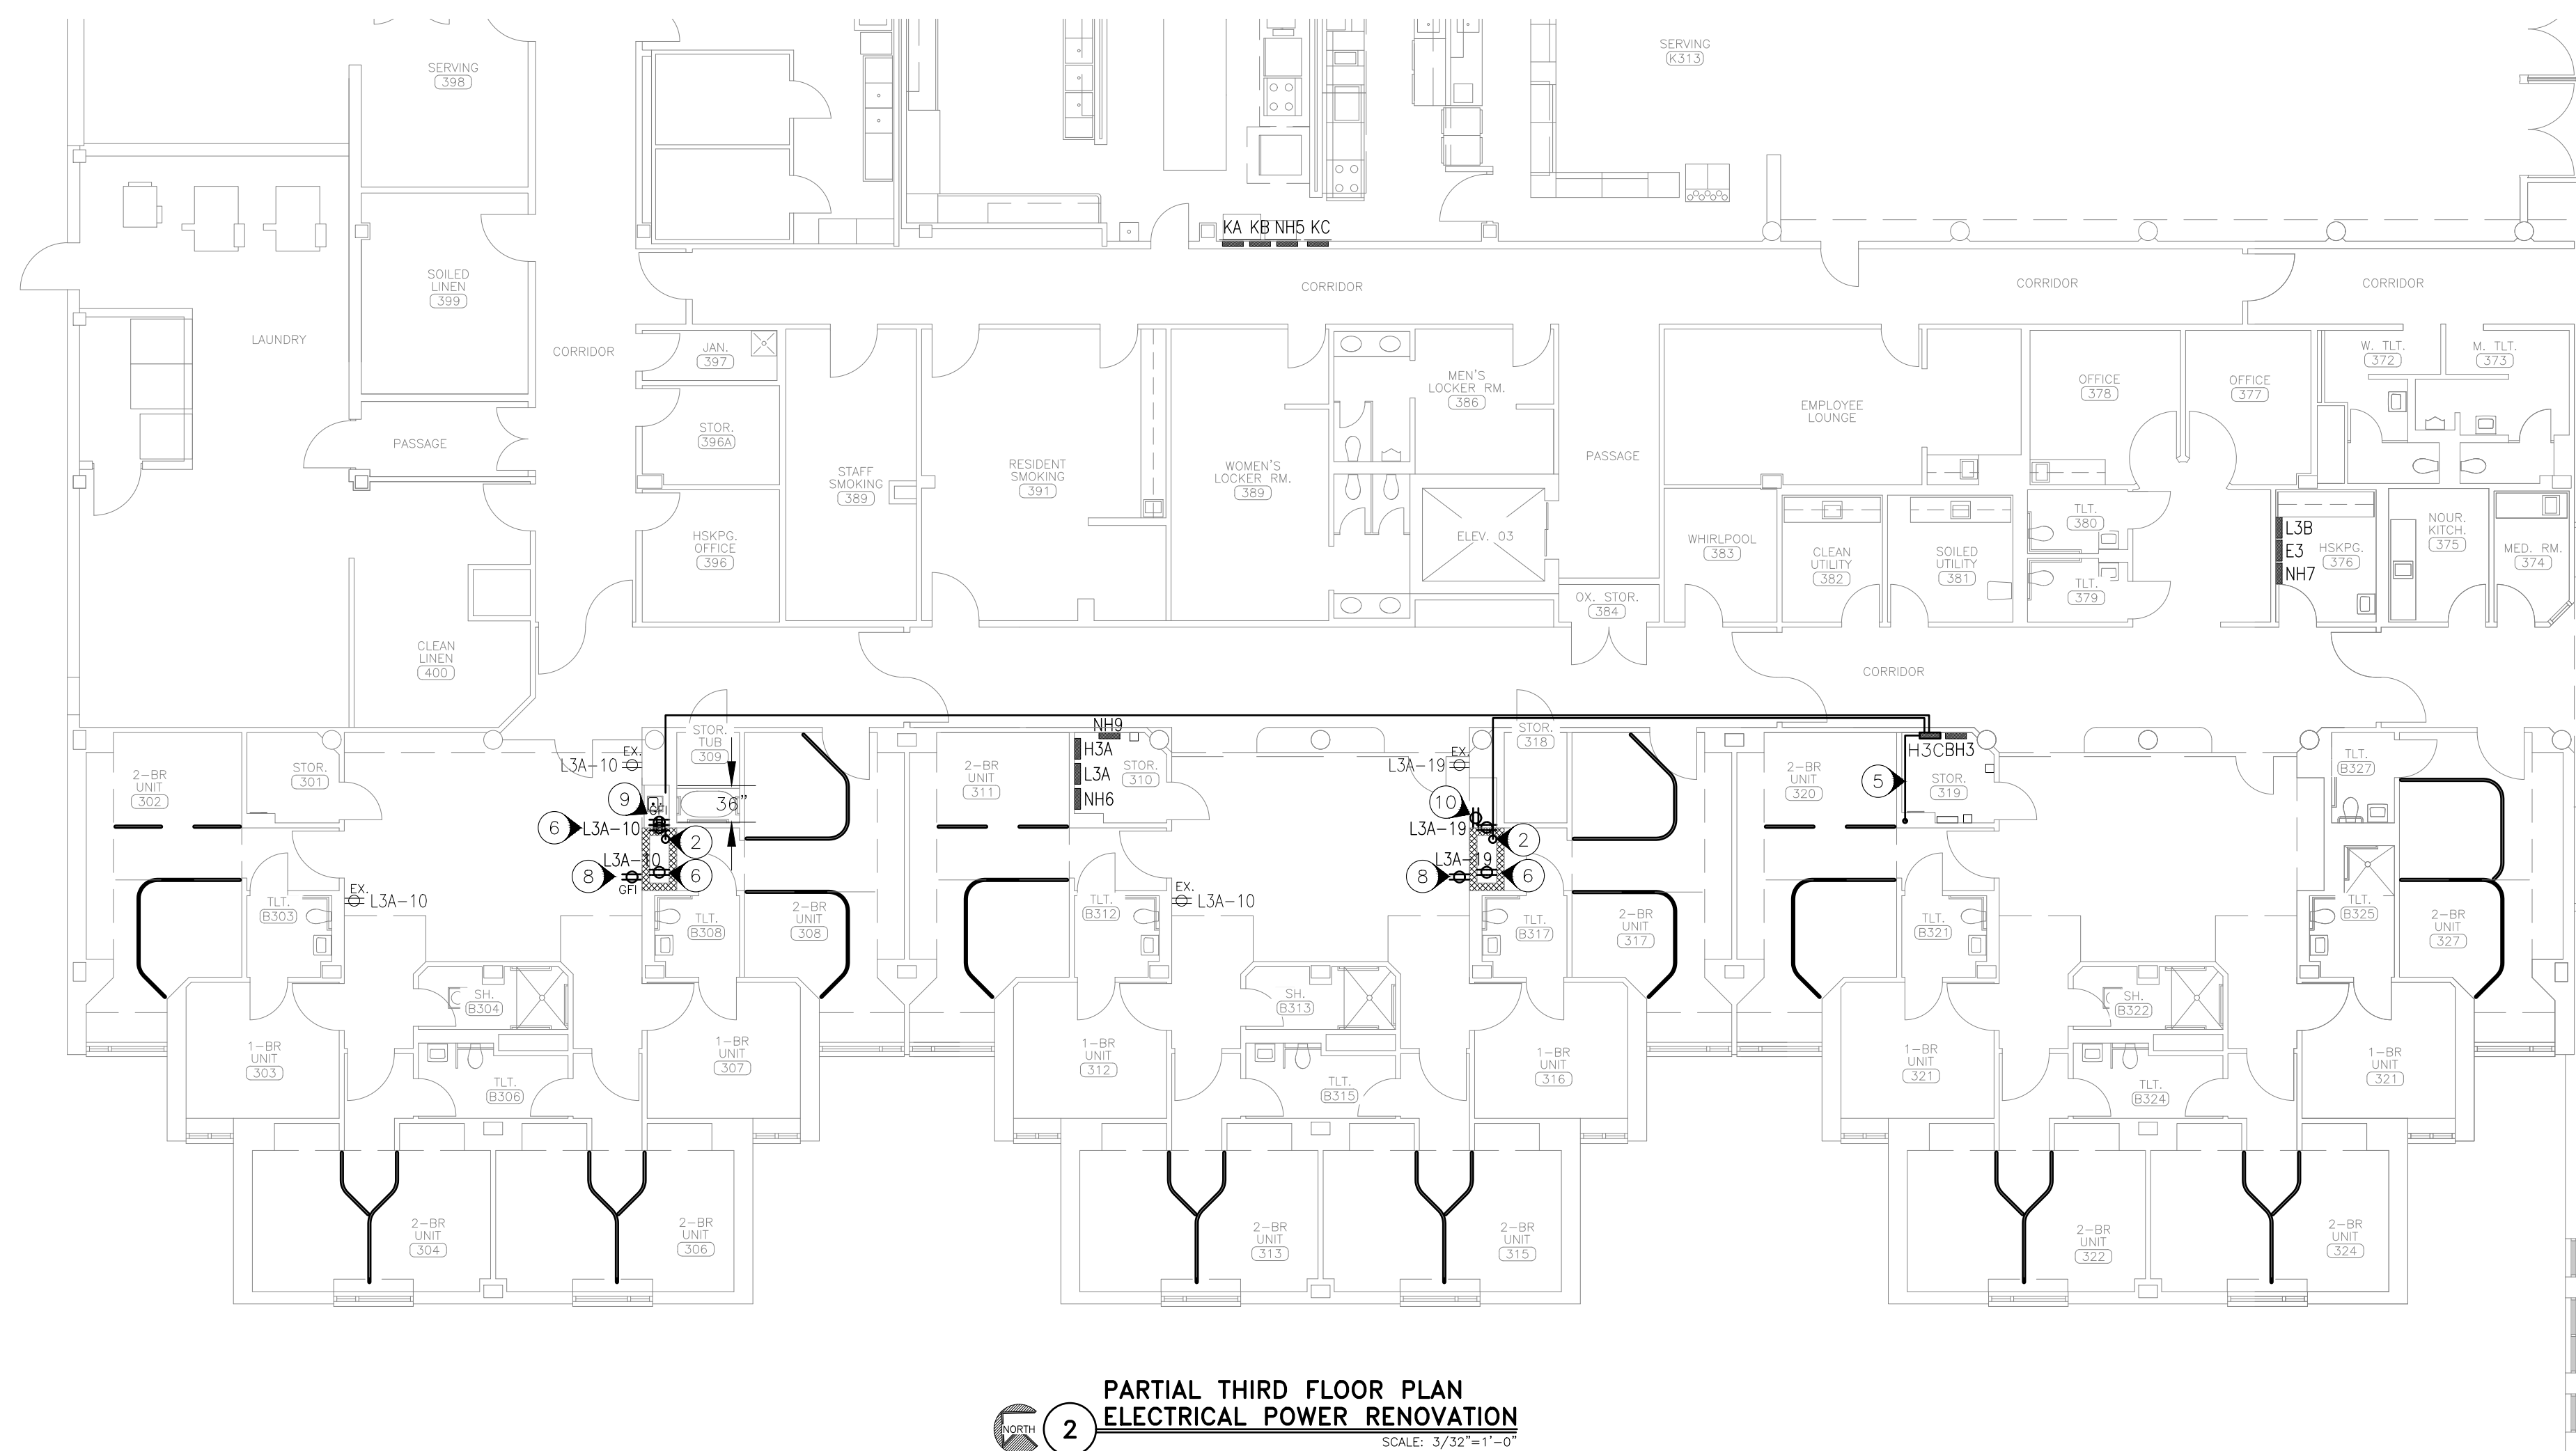 SERVING
398
SERVING
K313
KA KB NH5 KC
SOILED
LINEN
399
LAUNDRY
CORRIDOR
CORRIDOR
CORRIDOR
CORRIDOR
JAN.
397
STOR.
396A
PASSAGE
HSKPG.
OFFICE
396
STAFF
SMOKING
389
RESIDENT
SMOKING
391
WOMEN'S
LOCKER RM.
389
MEN'S
LOCKER RM.
386
ELEV. 03
PASSAGE
OX. STOR.
384
EMPLOYEE
LOUNGE
WHIRLPOOL
383
CLEAN
UTILITY
382
SOILED
UTILITY
381
OFFICE
378
OFFICE
377
TLT.
380
TLT.
379
W. TLT.
372
M. TLT.
373
L3B
E3
NH7
HSKPG.
376
NOUR.
KITCH.
375
MED. RM.
374
CLEAN
LINEN
400
CORRIDOR
2-BR
UNIT
302
STOR.
301
EX.
L3A-10
STOR.
TUB
309
36"
9
GFI
6
L3A-10
2
L3A-10
8
GFI
6
EX.
L3A-10
TLT.
B303
TLT.
B308
2-BR
UNIT
308
SH.
B304
1-BR
UNIT
303
TLT.
B306
1-BR
UNIT
307
2-BR
UNIT
304
2-BR
UNIT
306
2-BR
UNIT
311
NH9
H3A
L3A
NH6
STOR.
310
EX.
L3A-19
STOR.
318
10
L3A-19
2
L3A-19
8
6
EX.
L3A-10
TLT.
B312
TLT.
B317
2-BR
UNIT
317
SH.
B313
1-BR
UNIT
312
TLT.
B315
1-BR
UNIT
316
2-BR
UNIT
313
2-BR
UNIT
315
2-BR
UNIT
320
5
H3CBH3
STOR.
319
TLT.
B327
TLT.
B321
TLT.
B325
2-BR
UNIT
327
SH.
B322
1-BR
UNIT
321
TLT.
B324
1-BR
UNIT
321
2-BR
UNIT
322
2-BR
UNIT
324
NORTH
2
PARTIAL THIRD FLOOR PLAN
ELECTRICAL POWER RENOVATION
SCALE: 3/32"=1'-0"